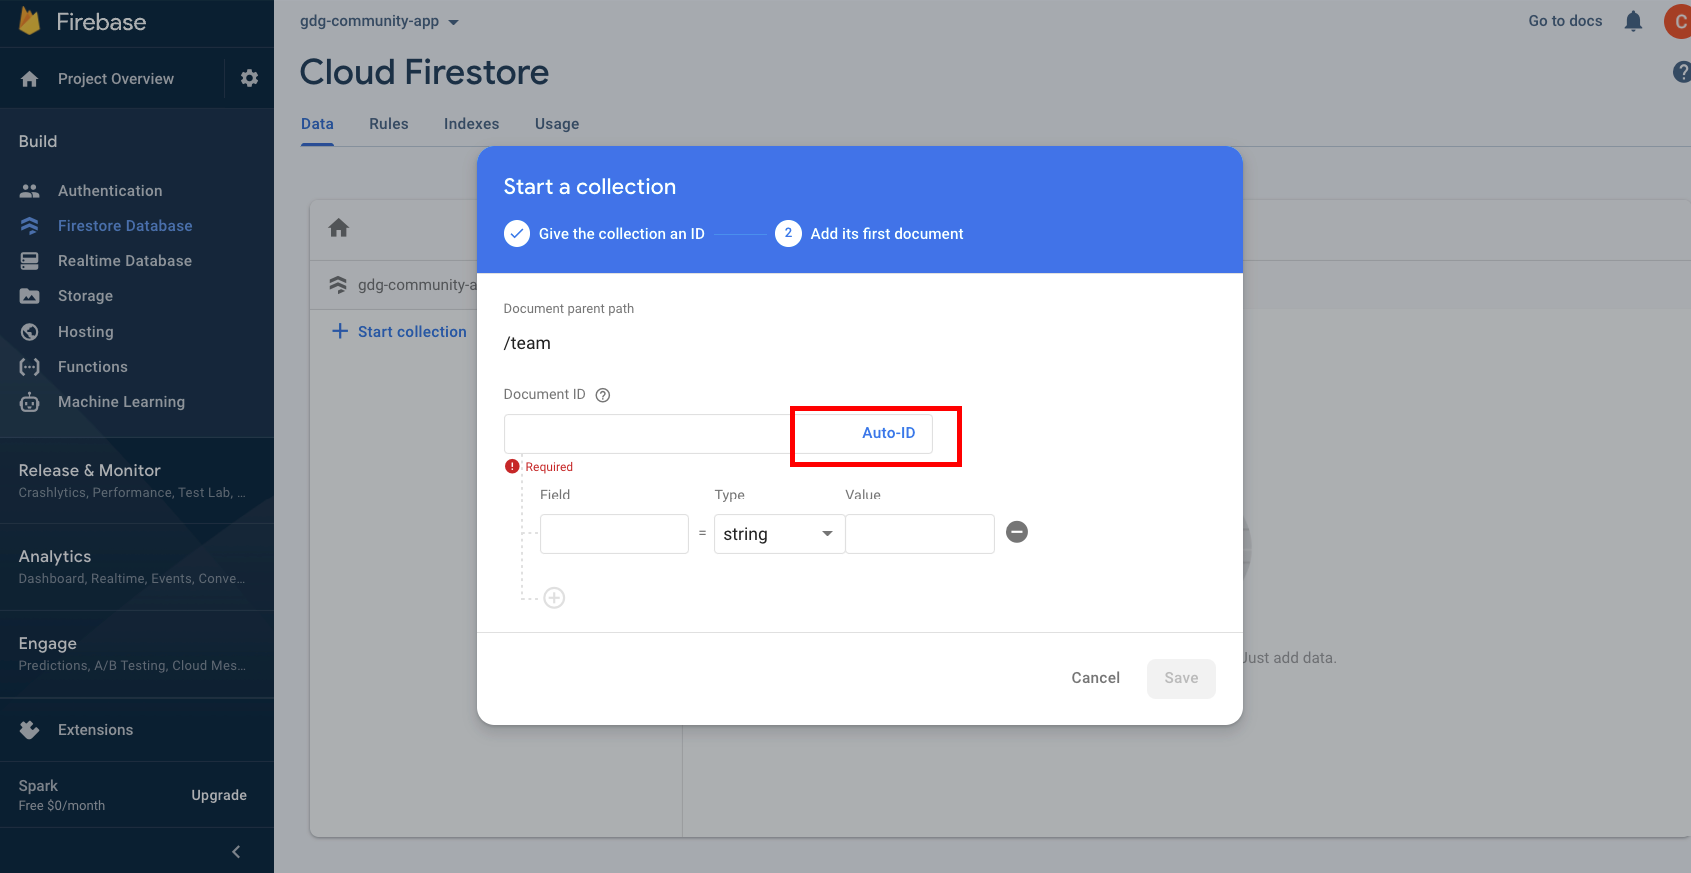 Firebase
Project Overview
Build
Authentication
Firestore Database
Realtime Database
Storage
Hosting
Functions
Machine Learning
Release & Monitor
Crashlytics, Performance, Test Lab, ...
Analytics
Dashboard, Realtime, Events, Conve...
Engage
Predictions, A/B Testing, Cloud Mes...
Extensions
Spark
Free $0/month
Upgrade
gdg-community-app
Go to docs
C
Cloud Firestore
?
Data Rules Indexes Usage
gdg-community-a
Start collection
Start a collection
Give the collection an ID
2 Add its first document
Document parent path
/team
Document ID ?
Auto-ID
! Required
Field Type Value
= string
Cancel Save
Just add data.